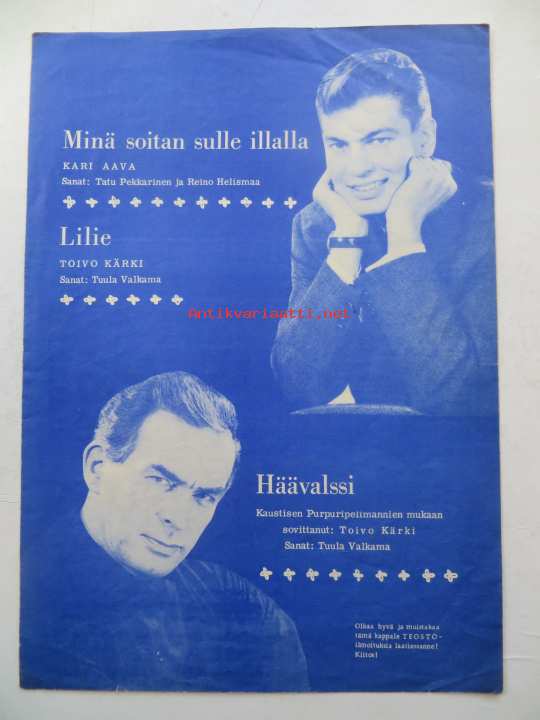 Minä soitan sulle illalla
KARI AAVA
Sanat: Tatu Pekkarinen ja Reino Helismaa
Lilie
TOIVO KÄRKI
Sanat: Tuula Valkama
Antikvariaatti.net
Häävalssi
Kaustisen Purpuripelimannien mukaan
sovittanut: Toivo Kärki
Sanat: Tuula Valkama
Olkaa hyvä ja muistakaa
tämä kappale TEOSTO-
ilmoituksia laatiessanne!
Kiitos!